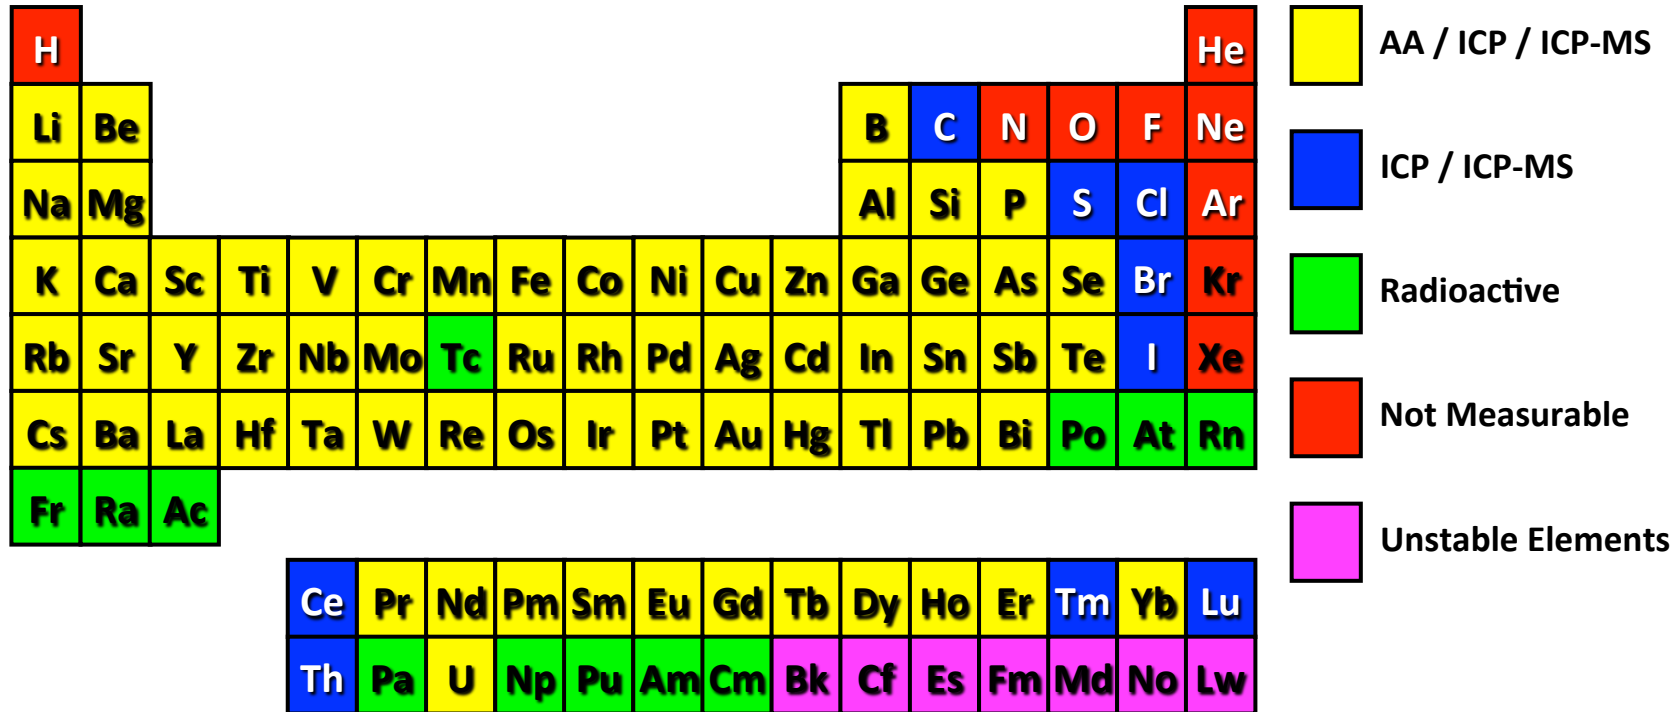 H He
Li Be B C N O F Ne
Na Mg Al Si P S Cl Ar
K Ca Sc Ti V Cr Mn Fe Co Ni Cu Zn Ga Ge As Se Br Kr
Rb Sr Y Zr Nb Mo Tc Ru Rh Pd Ag Cd In Sn Sb Te I Xe
Cs Ba La Hf Ta W Re Os Ir Pt Au Hg Tl Pb Bi Po At Rn
Fr Ra Ac
Ce Pr Nd Pm Sm Eu Gd Tb Dy Ho Er Tm Yb Lu
Th Pa U Np Pu Am Cm Bk Cf Es Fm Md No Lw
AA / ICP / ICP-MS
ICP / ICP-MS
Radioactive
Not Measurable
Unstable Elements